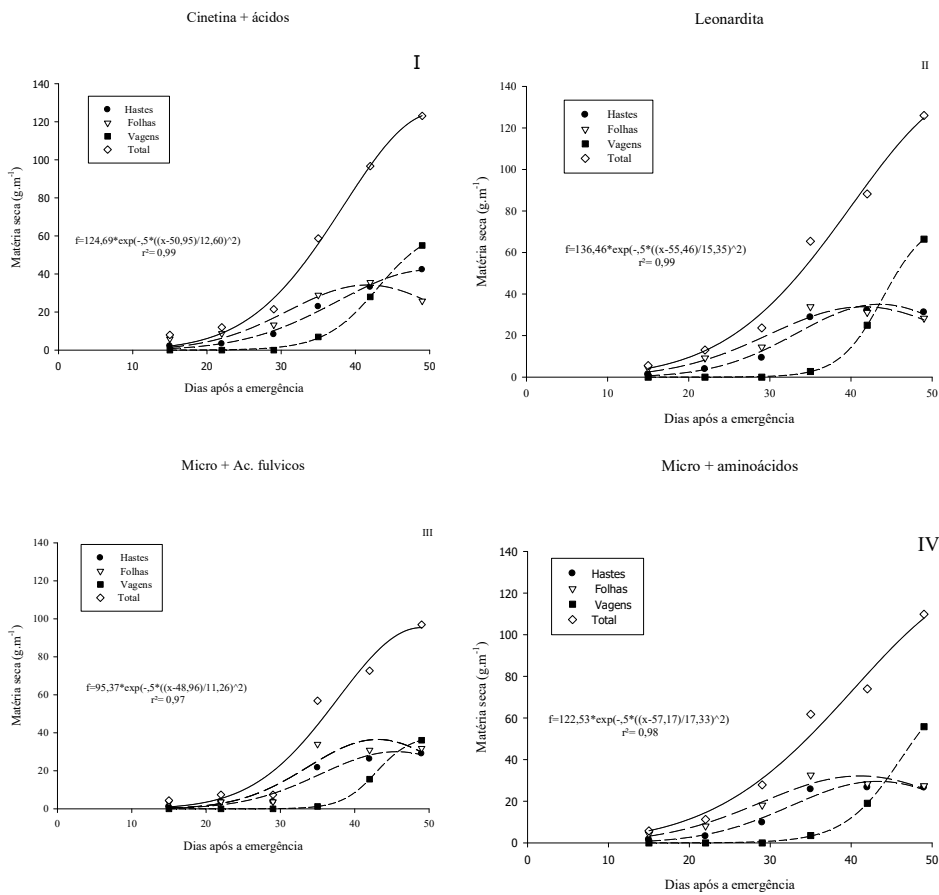 Cinetina + ácidos
I
140
120
100
80
60
40
20
0
Matéria seca (g.m-1)
Hastes
Folhas
Vagens
Total
f=124,69*exp(-,5*((x-50,95)/12,60)^2)
r²= 0,99
0 10 20 30 40 50
Dias após a emergência
Leonardita
II
140
120
100
80
60
40
20
0
Matéria seca (g.m-1)
Hastes
Folhas
Vagens
Total
f=136,46*exp(-,5*((x-55,46)/15,35)^2)
r²= 0,99
0 10 20 30 40 50
Dias após a emergência
Micro + Ac. fulvicos
III
140
120
100
80
60
40
20
0
Matéria seca (g.m-1)
Hastes
Folhas
Vagens
Total
f=95,37*exp(-,5*((x-48,96)/11,26)^2)
r²= 0,97
0 10 20 30 40 50
Dias após a emergência
Micro + aminoácidos
IV
140
120
100
80
60
40
20
0
Matéria seca (g.m-1)
Hastes
Folhas
Vagens
Total
f=122,53*exp(-,5*((x-57,17)/17,33)^2)
r²= 0,98
0 10 20 30 40 50
Dias após a emergência